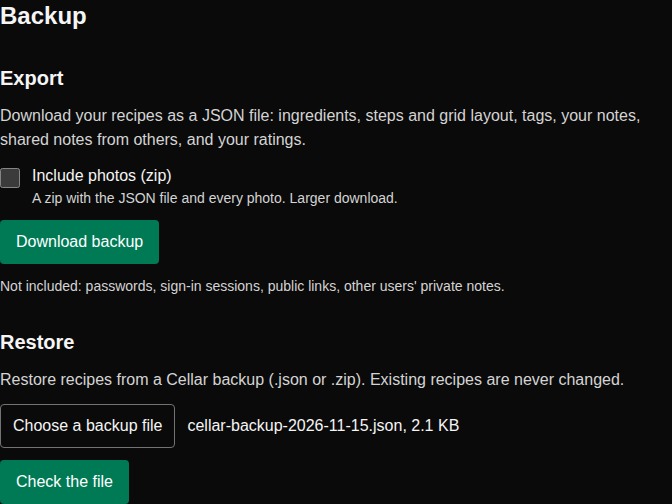 Backup
Export
Download your recipes as a JSON file: ingredients, steps and grid layout, tags, your notes,
shared notes from others, and your ratings.
Include photos (zip)
A zip with the JSON file and every photo. Larger download.
Download backup
Not included: passwords, sign-in sessions, public links, other users' private notes.
Restore
Restore recipes from a Cellar backup (.json or .zip). Existing recipes are never changed.
Choose a backup file cellar-backup-2026-11-15.json, 2.1 KB
Check the file